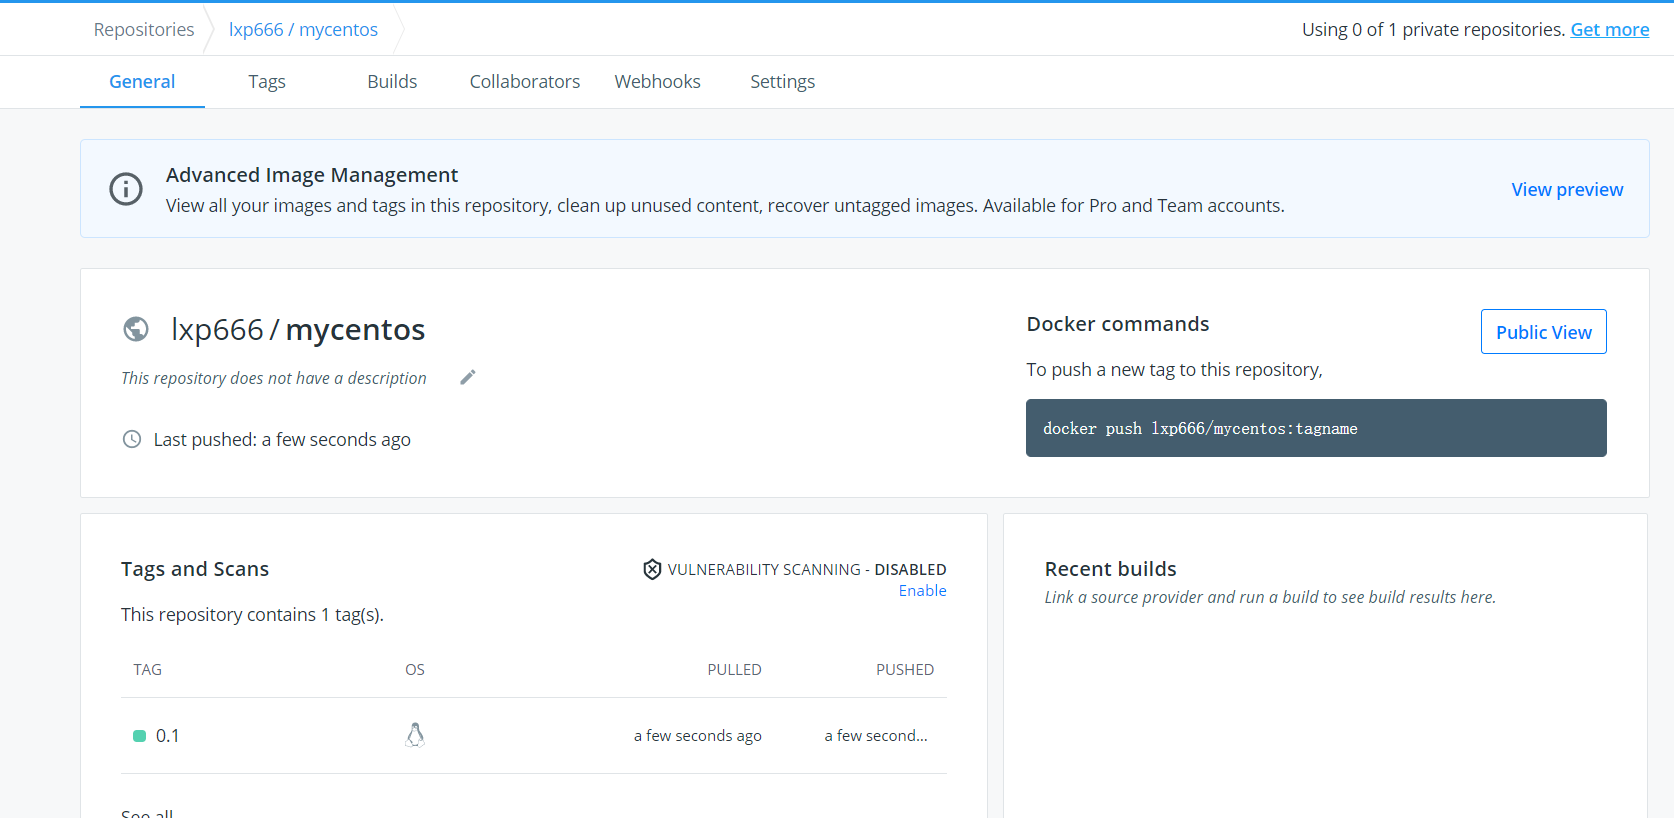 Repositories
lxp666 / mycentos
Using 0 of 1 private repositories. Get more
General
Tags
Builds
Collaborators
Webhooks
Settings
Advanced Image Management
View all your images and tags in this repository, clean up unused content, recover untagged images. Available for Pro and Team accounts.
View preview
lxp666 / mycentos
This repository does not have a description
Last pushed: a few seconds ago
Docker commands
Public View
To push a new tag to this repository,
docker push lxp666/mycentos:tagname
Tags and Scans
VULNERABILITY SCANNING - DISABLED
Enable
This repository contains 1 tag(s).
TAG
OS
PULLED
PUSHED
0.1
a few seconds ago
a few second...
See all
Recent builds
Link a source provider and run a build to see build results here.